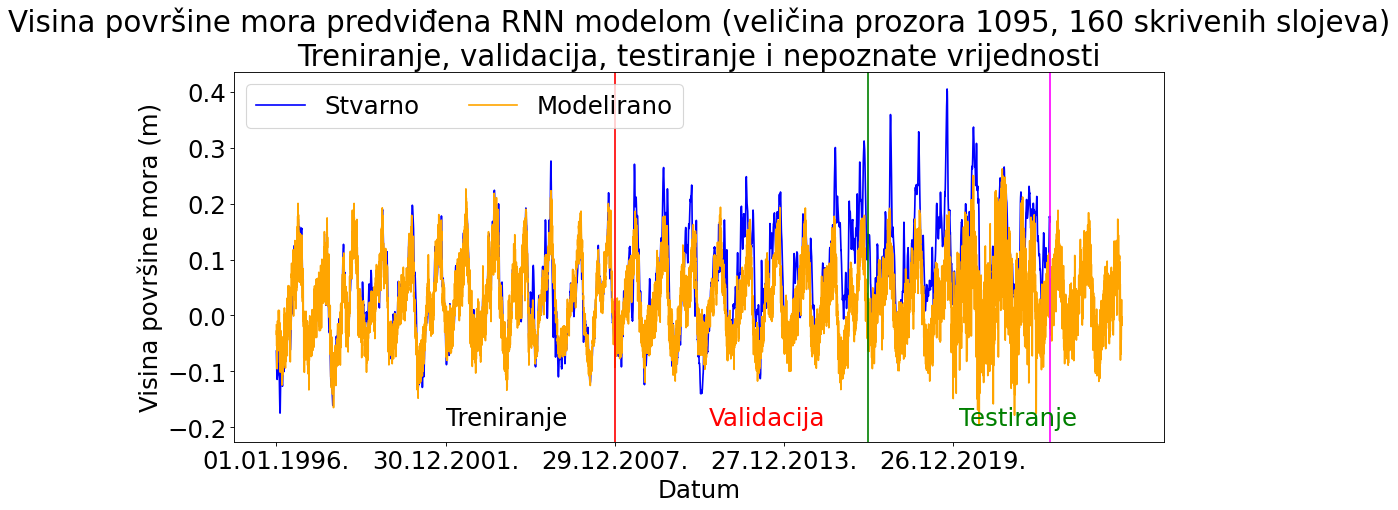 Visina površine mora predviđena RNN modelom (veličina prozora 1095, 160 skrivenih slojeva)
Treniranje, validacija, testiranje i nepoznate vrijednosti
Stvarno Modelirano
Visina površine mora (m)
0.4
0.3
0.2
0.1
0.0
−0.1
−0.2
Treniranje Validacija Testiranje
01.01.1996. 30.12.2001. 29.12.2007. 27.12.2013. 26.12.2019.
Datum